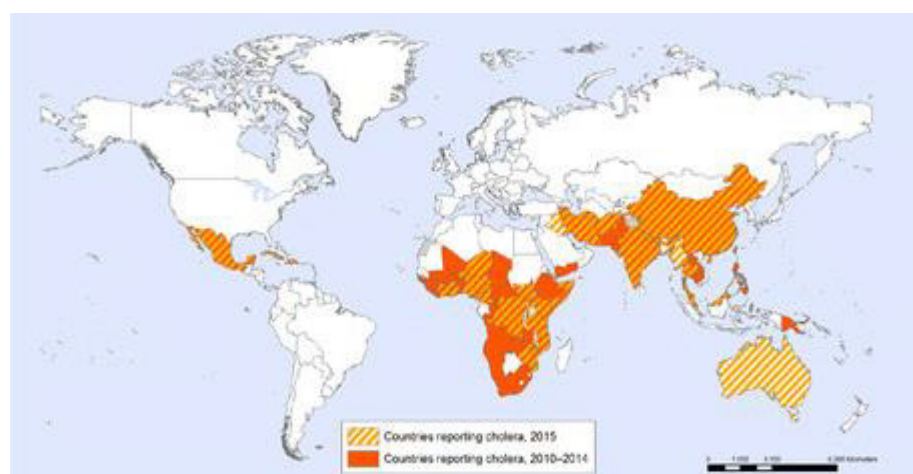 Countries reporting cholera, 2015
Countries reporting cholera, 2010–2014